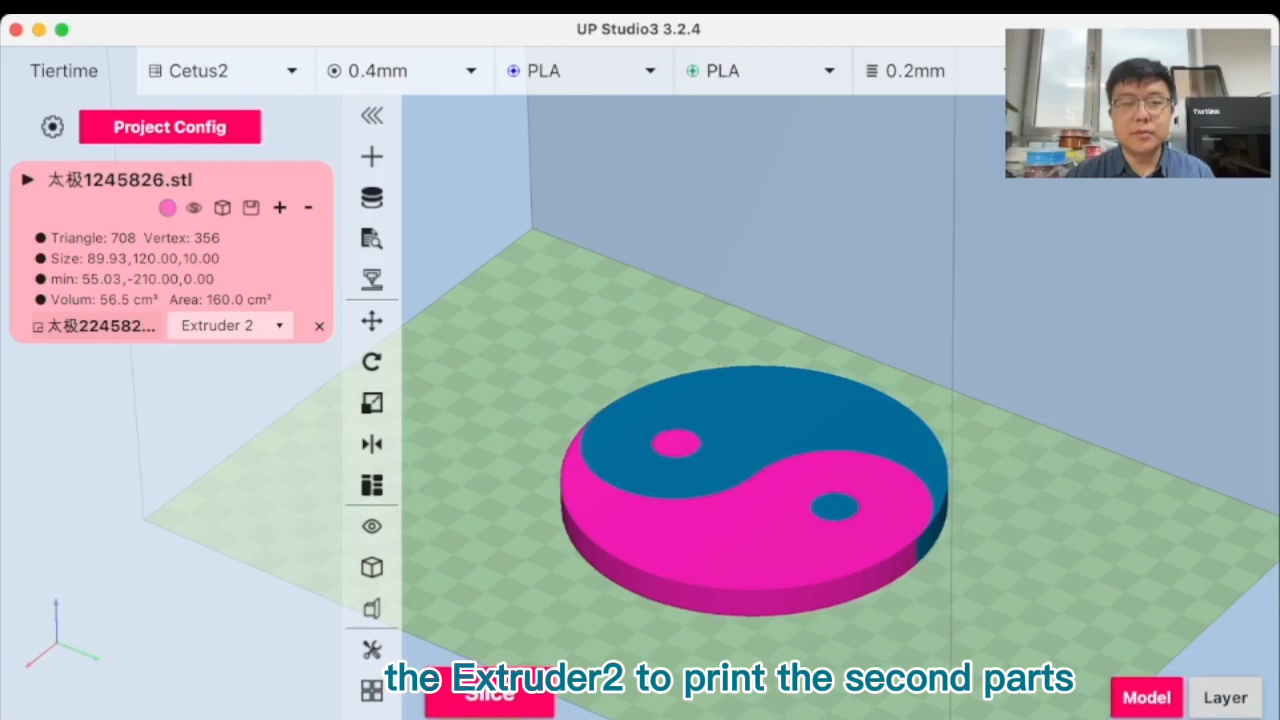 UP Studio3 3.2.4
Tiertime
Cetus2
0.4mm
PLA
PLA
0.2mm
Tiertime
Project Config
太极1245826.stl
Triangle: 708 Vertex: 356
Size: 89.93,120.00,10.00
min: 55.03,-210.00,0.00
Volum: 56.5 cm³ Area: 160.0 cm²
太极224582...
Extruder 2
the Extruder2 to print the second parts
Slice
Model
Layer